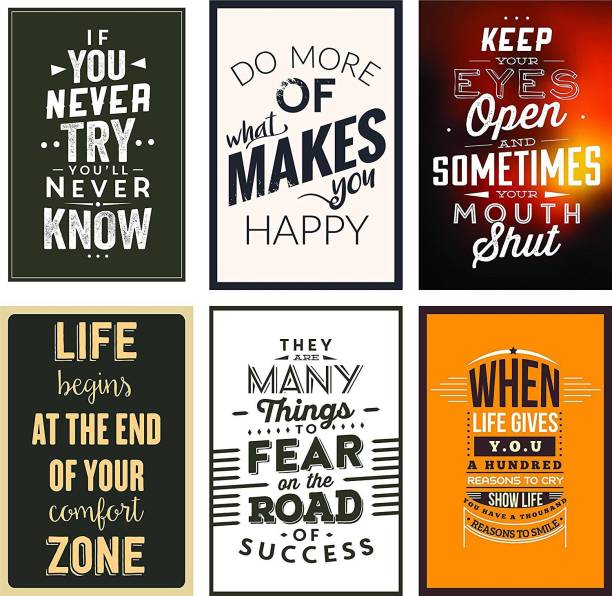 IF
YOU
NEVER
TRY
YOU'LL
NEVER
KNOW
DO MORE
OF
what
MAKES
you
HAPPY
KEEP
YOUR
EYES
Open
AND
SOMETIMES
YOUR
MOUTH
Shut
LIFE
begins
AT THE END
OF YOUR
comfort
ZONE
THEY
ARE
MANY
Things
TO
FEAR
on the
ROAD
OF
SUCCESS
WHEN
LIFE GIVES
Y.O.U
A HUNDRED
REASONS TO CRY
SHOW LIFE
YOU HAVE A THOUSAND
REASONS TO SMILE